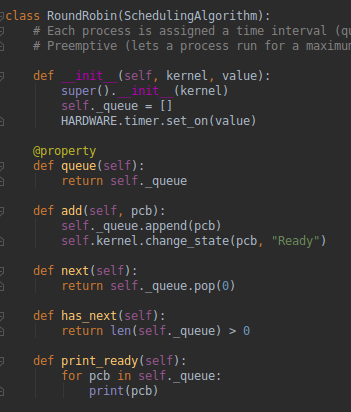 class RoundRobin(SchedulingAlgorithm):
# Each process is assigned a time interval
# Preemptive (lets a process run for a maximum
def __init__(self, kernel, value):
super().__init__(kernel)
self._queue = []
HARDWARE.timer.set_on(value)
@property
def queue(self):
return self._queue
def add(self, pcb):
self._queue.append(pcb)
self.kernel.change_state(pcb, "Ready")
def next(self):
return self._queue.pop(0)
def has_next(self):
return len(self._queue) > 0
def print_ready(self):
for pcb in self._queue:
print(pcb)